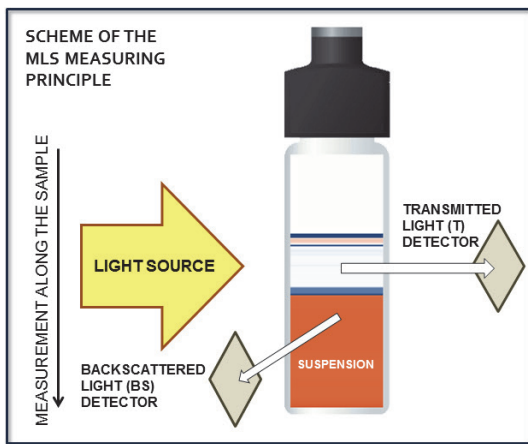 SCHEME OF THE
MLS MEASURING
PRINCIPLE
MEASUREMENT ALONG THE SAMPLE
LIGHT SOURCE
TRANSMITTED
LIGHT (T)
DETECTOR
BACKSCATTERED
LIGHT (BS)
DETECTOR
SUSPENSION